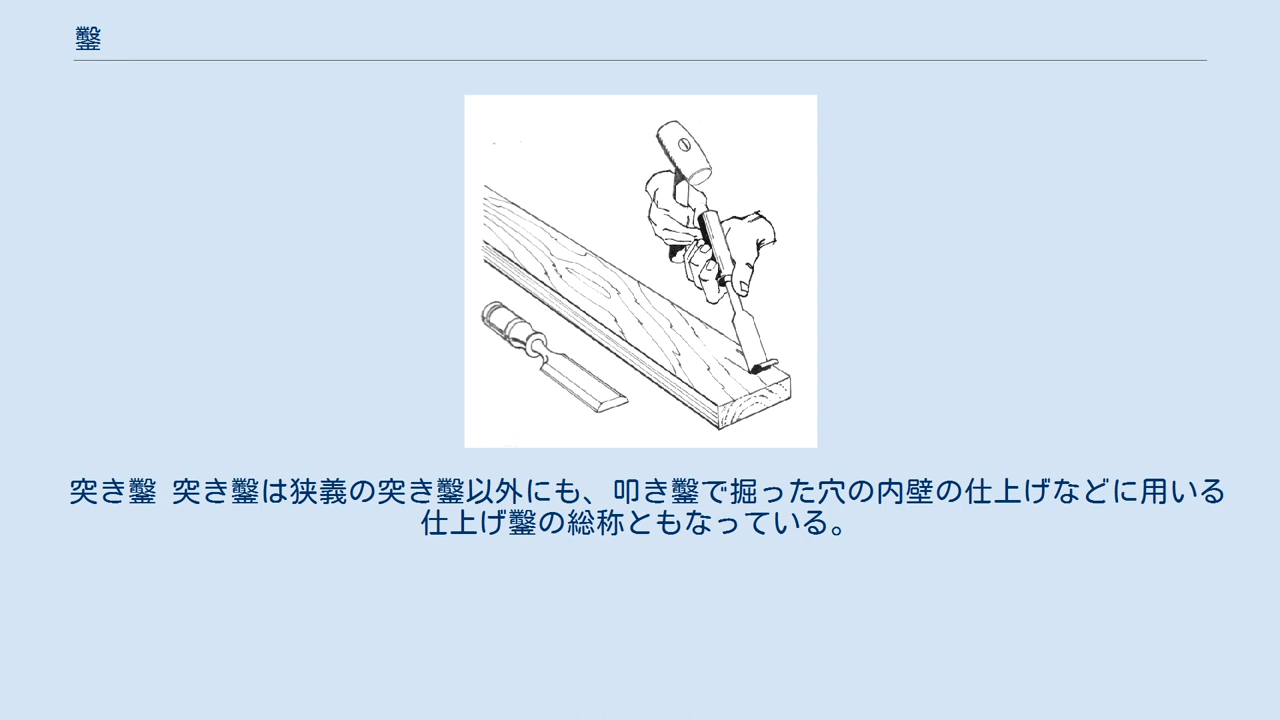 鑿
突き鑿 突き鑿は狭義の突き鑿以外にも、叩き鑿で掘った穴の内壁の仕上げなどに用いる
仕上げ鑿の総称ともなっている。